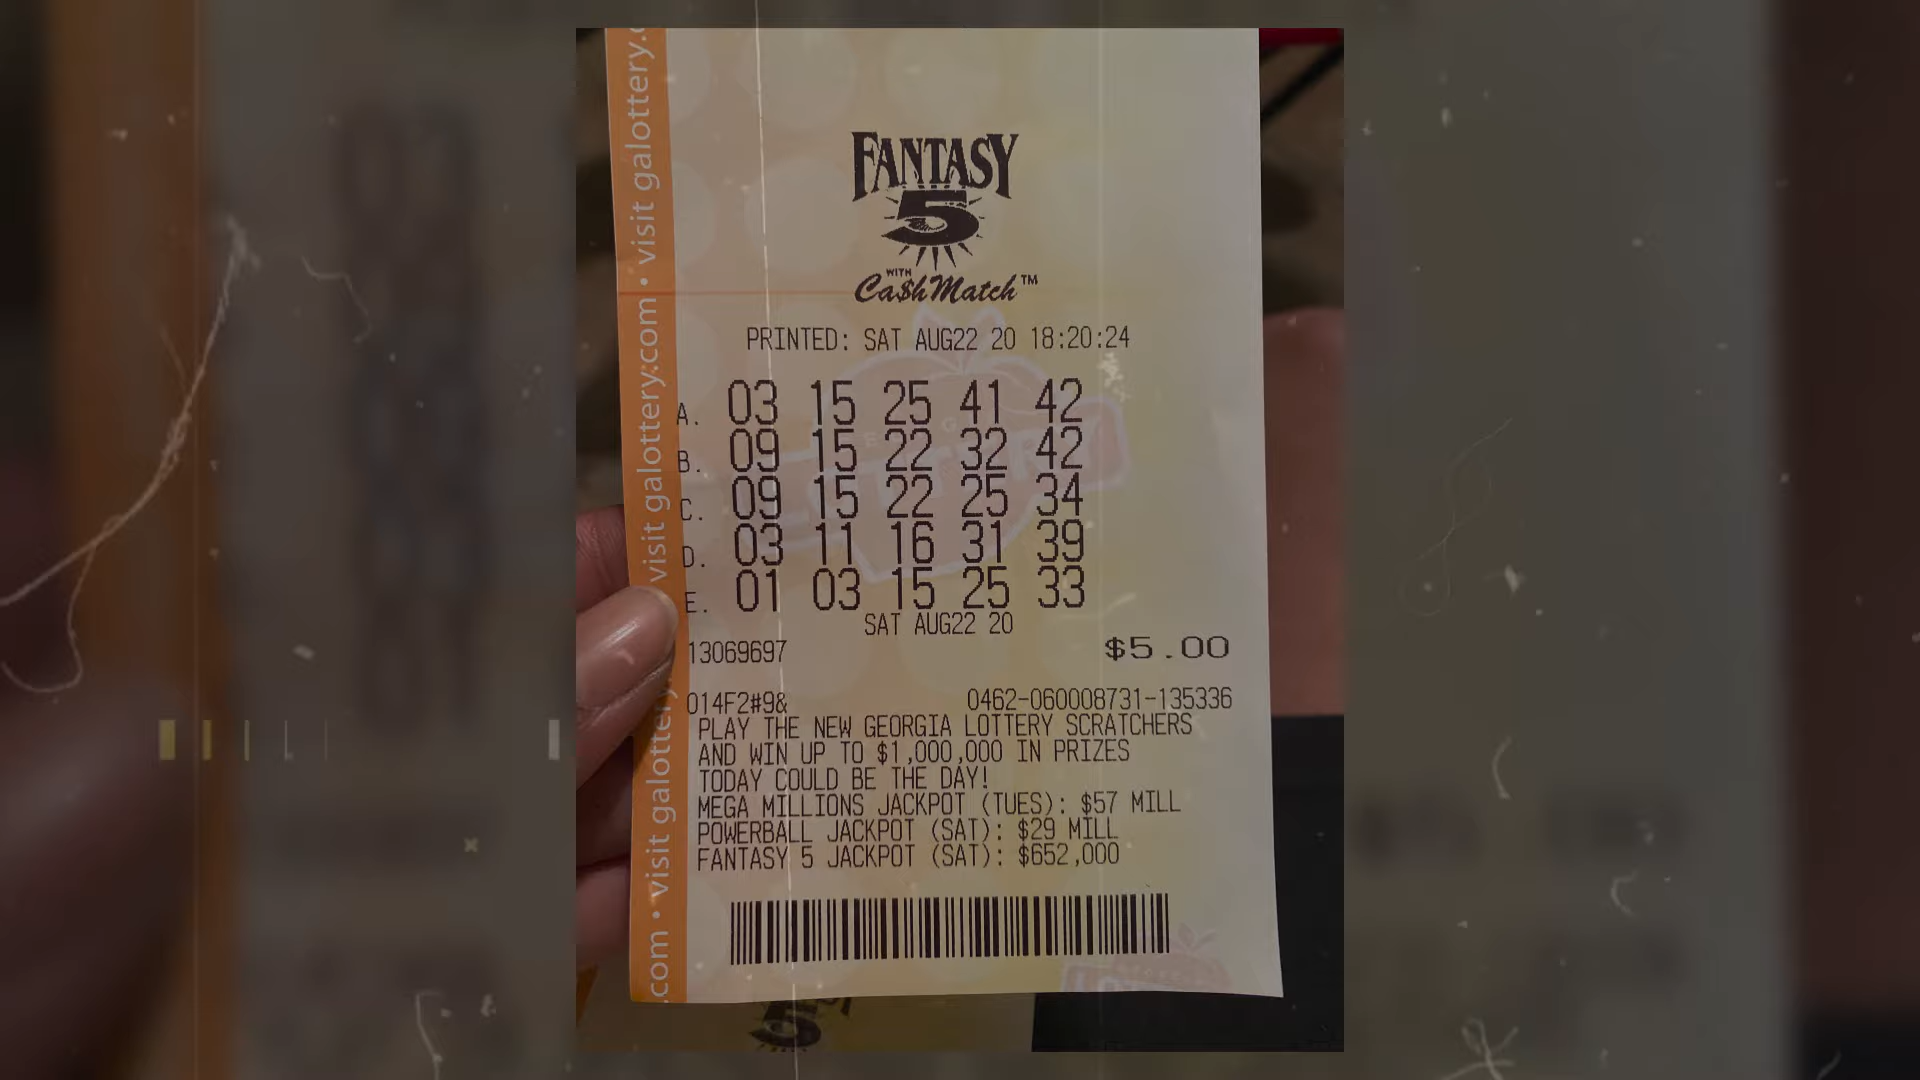 FANTASY
5
WITH
Ca$hMatch™
PRINTED: SAT AUG22 20 18:20:24
A. 03 15 25 41 42
B. 09 15 22 32 42
C. 09 15 22 25 34
D. 03 11 16 31 39
E. 01 03 15 25 33
SAT AUG22 20
13069697 $5.00
014F2#9& 0462-060008731-135336
PLAY THE NEW GEORGIA LOTTERY SCRATCHERS
AND WIN UP TO $1,000,000 IN PRIZES
TODAY COULD BE THE DAY!
MEGA MILLIONS JACKPOT (TUES): $57 MILL
POWERBALL JACKPOT (SAT): $29 MILL
FANTASY 5 JACKPOT (SAT): $652,000
.com • visit galottery.com • visit galottery.com • visit galottery.c
5